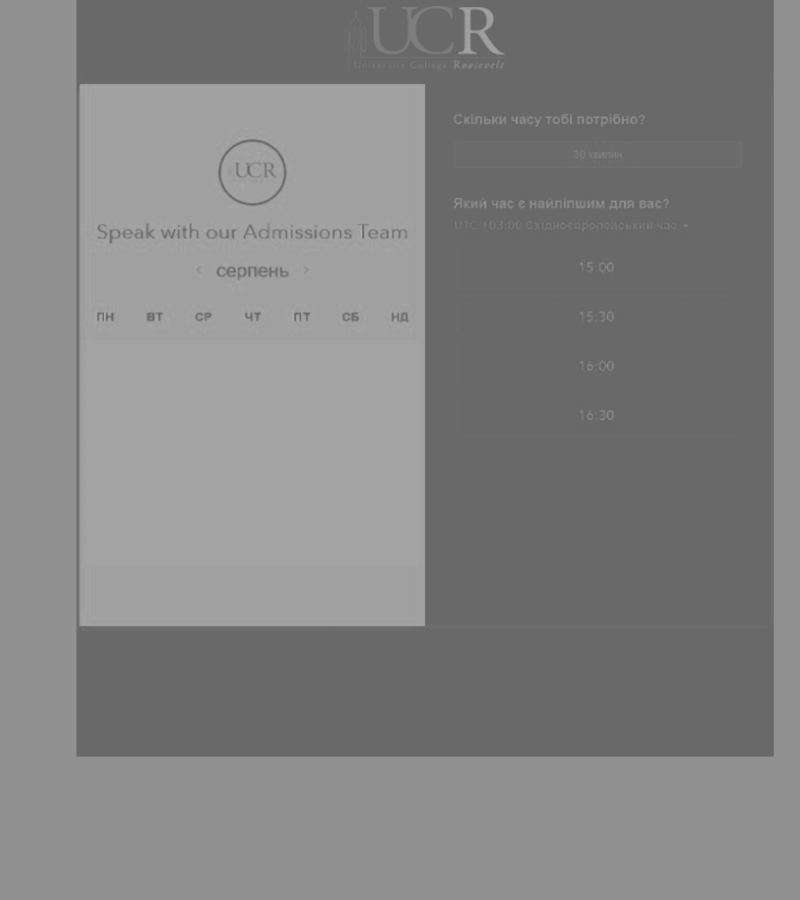 UCR
University College Roosevelt
UCR
Speak with our Admissions Team
‹ серпень ›
ПН ВТ СР ЧТ ПТ СБ НД
Скільки часу тобі потрібно?
30 хвилин
Який час є найліпшим для вас?
UTC +03:00 Східноєвропейський час
15:00
15:30
16:00
16:30